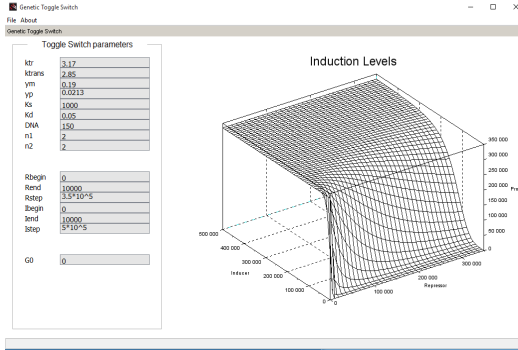 Genetic Toggle Switch
File About
Genetic Toggle Switch
Toggle Switch parameters
ktr 3.17
ktrans 2.85
ym 0.19
yp 0.0213
Ks 1000
Kd 0.05
DNA 150
n1 2
n2 2
Rbegin 0
Rend 10000
Rstep 3.5*10^5
Ibegin 0
Iend 10000
Istep 5*10^5
G0 0
Induction Levels
350 000
300 000
250 000
200 000
150 000
100 000
50 000
0
500 000
400 000
300 000
200 000
100 000
0
Inducer
0
100 000
200 000
300 000
Repressor